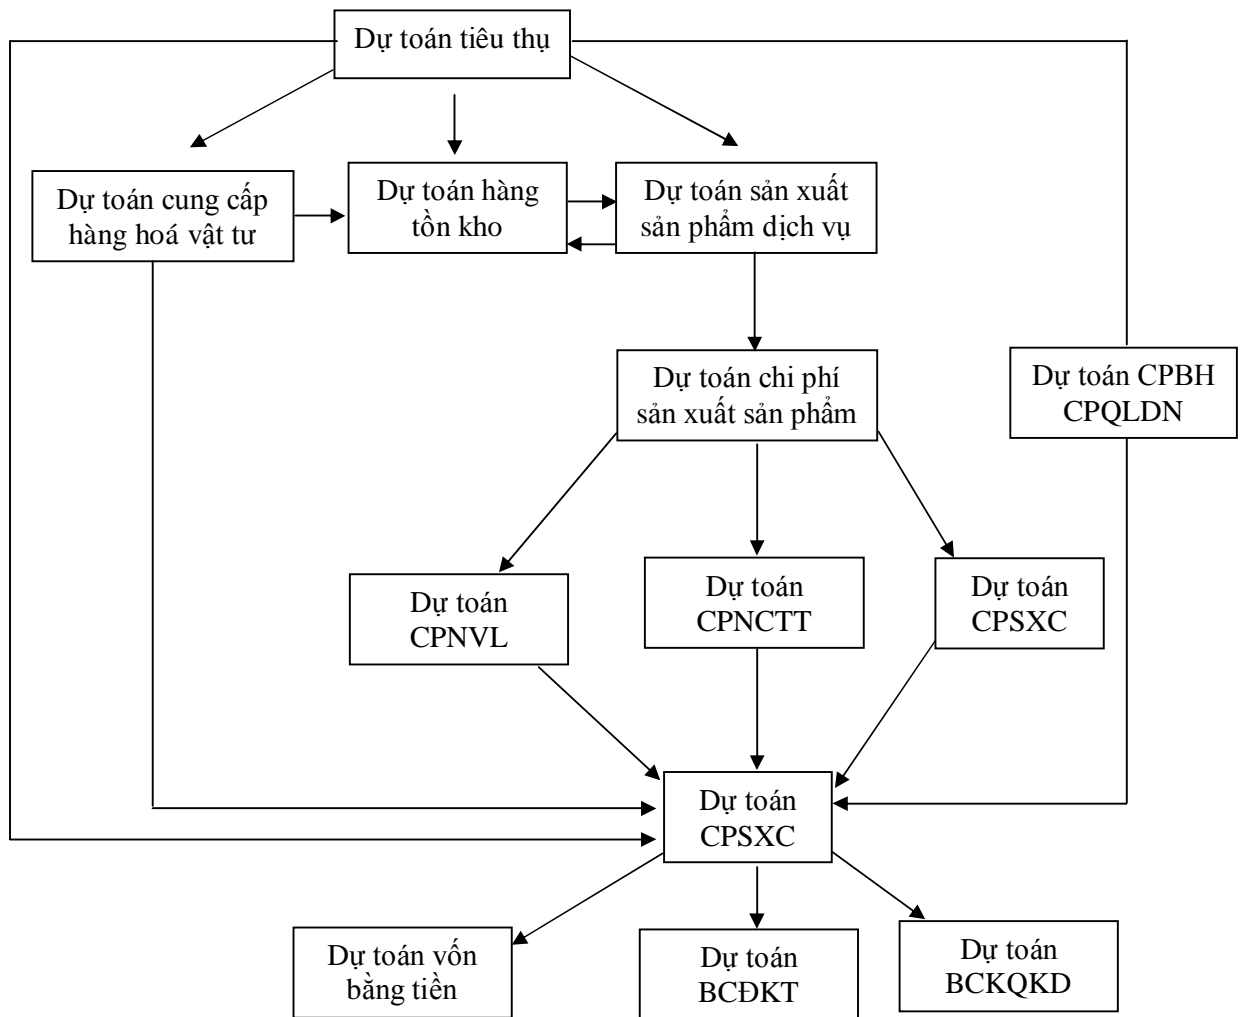 Dự toán tiêu thụ
Dự toán cung cấp
hàng hoá vật tư
Dự toán hàng
tồn kho
Dự toán sản xuất
sản phẩm dịch vụ
Dự toán chi phí
sản xuất sản phẩm
Dự toán CPBH
CPQLDN
Dự toán
CPNVL
Dự toán
CPNCTT
Dự toán
CPSXC
Dự toán
CPSXC
Dự toán vốn
bằng tiền
Dự toán
BCĐKT
Dự toán
BCKQKD